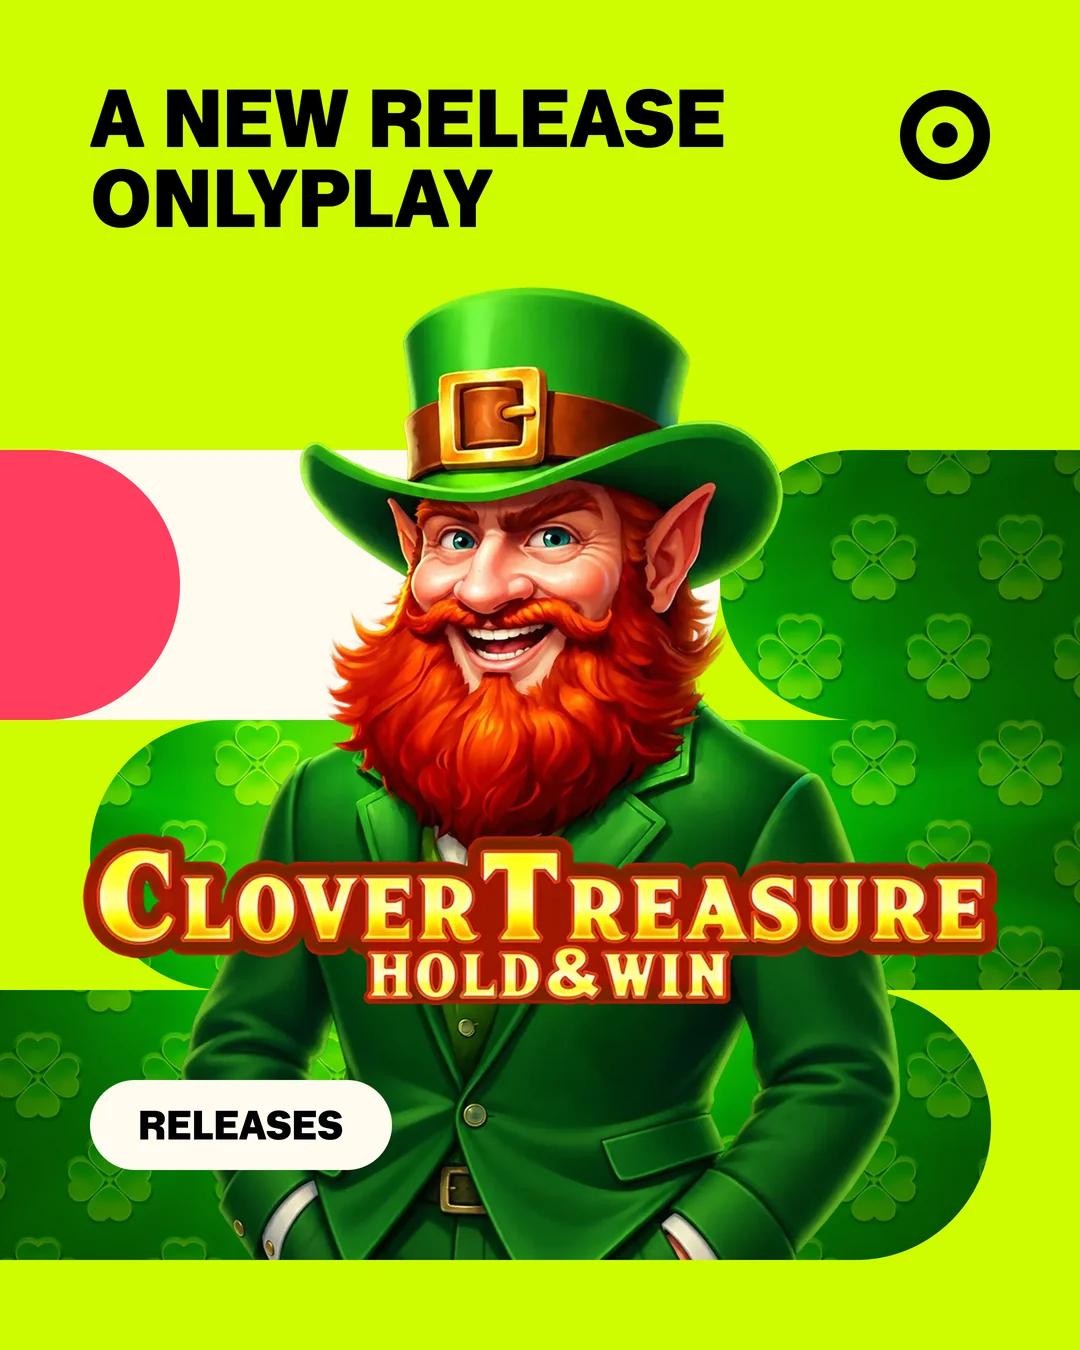 A NEW RELEASE
ONLYPLAY
CLOVER TREASURE
HOLD&WIN
RELEASES